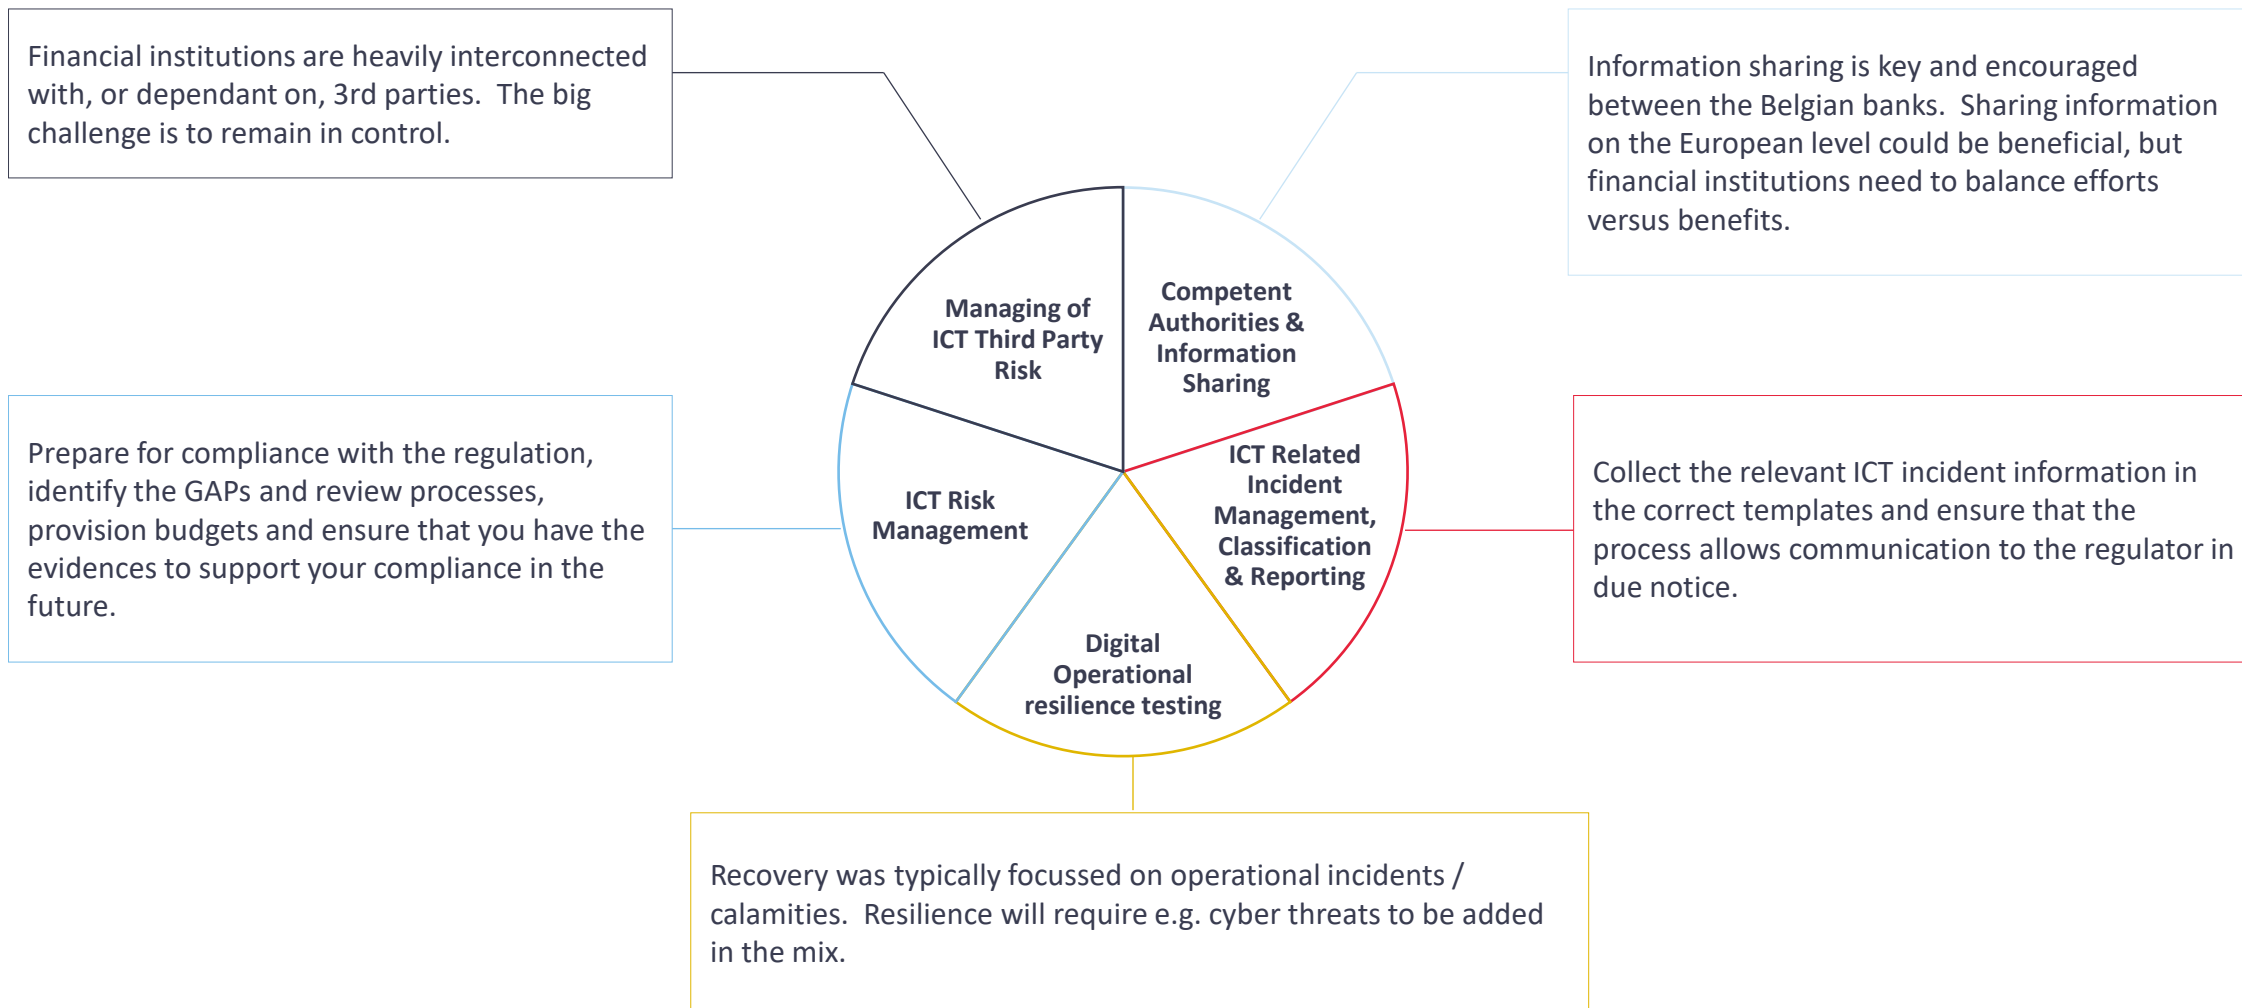 Financial institutions are heavily interconnected
with, or dependant on, 3rd parties.  The big
challenge is to remain in control.
Information sharing is key and encouraged
between the Belgian banks.  Sharing information
on the European level could be beneficial, but
financial institutions need to balance efforts
versus benefits.
Managing of
ICT Third Party
Risk
Competent
Authorities &
Information
Sharing
Prepare for compliance with the regulation,
identify the GAPs and review processes,
provision budgets and ensure that you have the
evidences to support your compliance in the
future.
ICT Risk
Management
ICT Related
Incident
Management,
Classification
& Reporting
Collect the relevant ICT incident information in
the correct templates and ensure that the
process allows communication to the regulator in
due notice.
Digital
Operational
resilience testing
Recovery was typically focussed on operational incidents /
calamities.  Resilience will require e.g. cyber threats to be added
in the mix.